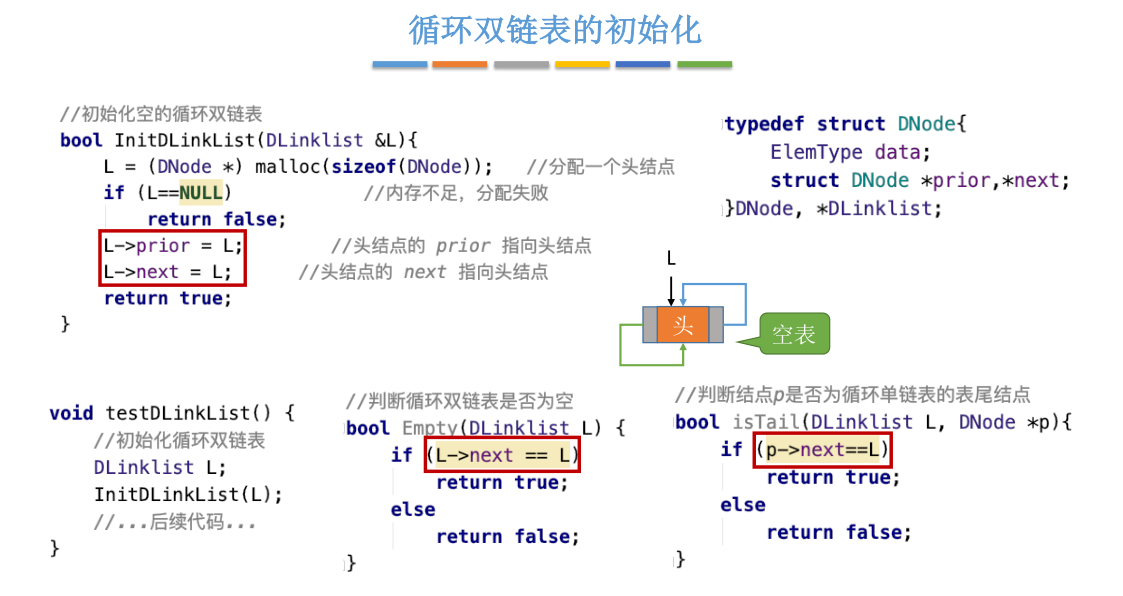 循环双链表的初始化
//初始化空的循环双链表
bool InitDLinkList(DLinklist &L){
L = (DNode *) malloc(sizeof(DNode)); //分配一个头结点
if (L==NULL) //内存不足，分配失败
return false;
L->prior = L; //头结点的 prior 指向头结点
L->next = L; //头结点的 next 指向头结点
return true;
}
typedef struct DNode{
ElemType data;
struct DNode *prior,*next;
}DNode, *DLinklist;
L
头
空表
void testDLinkList() {
//初始化循环双链表
DLinklist L;
InitDLinkList(L);
//...后续代码...
}
//判断循环双链表是否为空
bool Empty(DLinklist L) {
if (L->next == L)
return true;
else
return false;
}
//判断结点p是否为循环单链表的表尾结点
bool isTail(DLinklist L, DNode *p){
if (p->next==L)
return true;
else
return false;
}